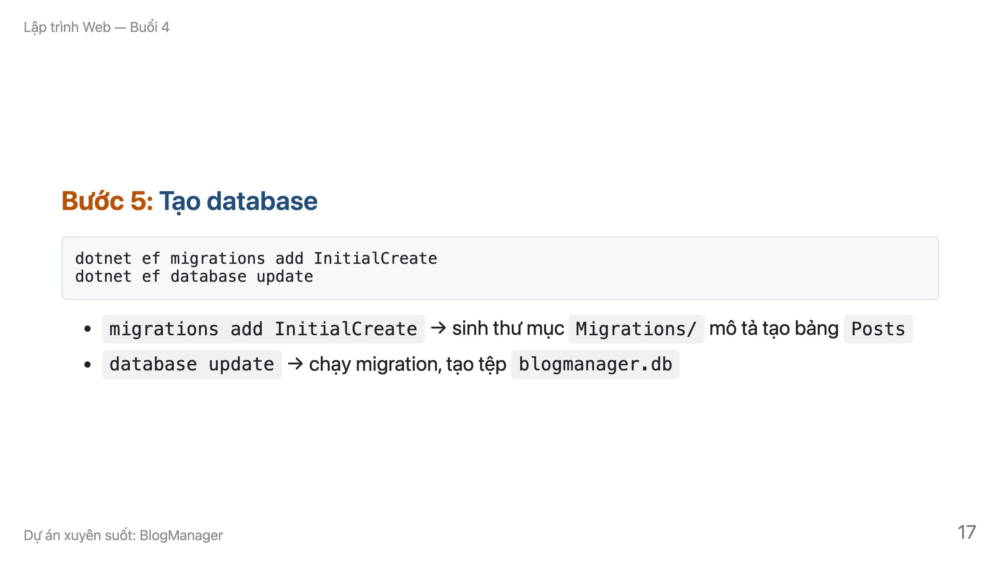 Lập trình Web — Buổi 4
Bước 5: Tạo database
dotnet ef migrations add InitialCreate
dotnet ef database update
• migrations add InitialCreate → sinh thư mục Migrations/ mô tả tạo bảng Posts
• database update → chạy migration, tạo tệp blogmanager.db
Dự án xuyên suốt: BlogManager
17